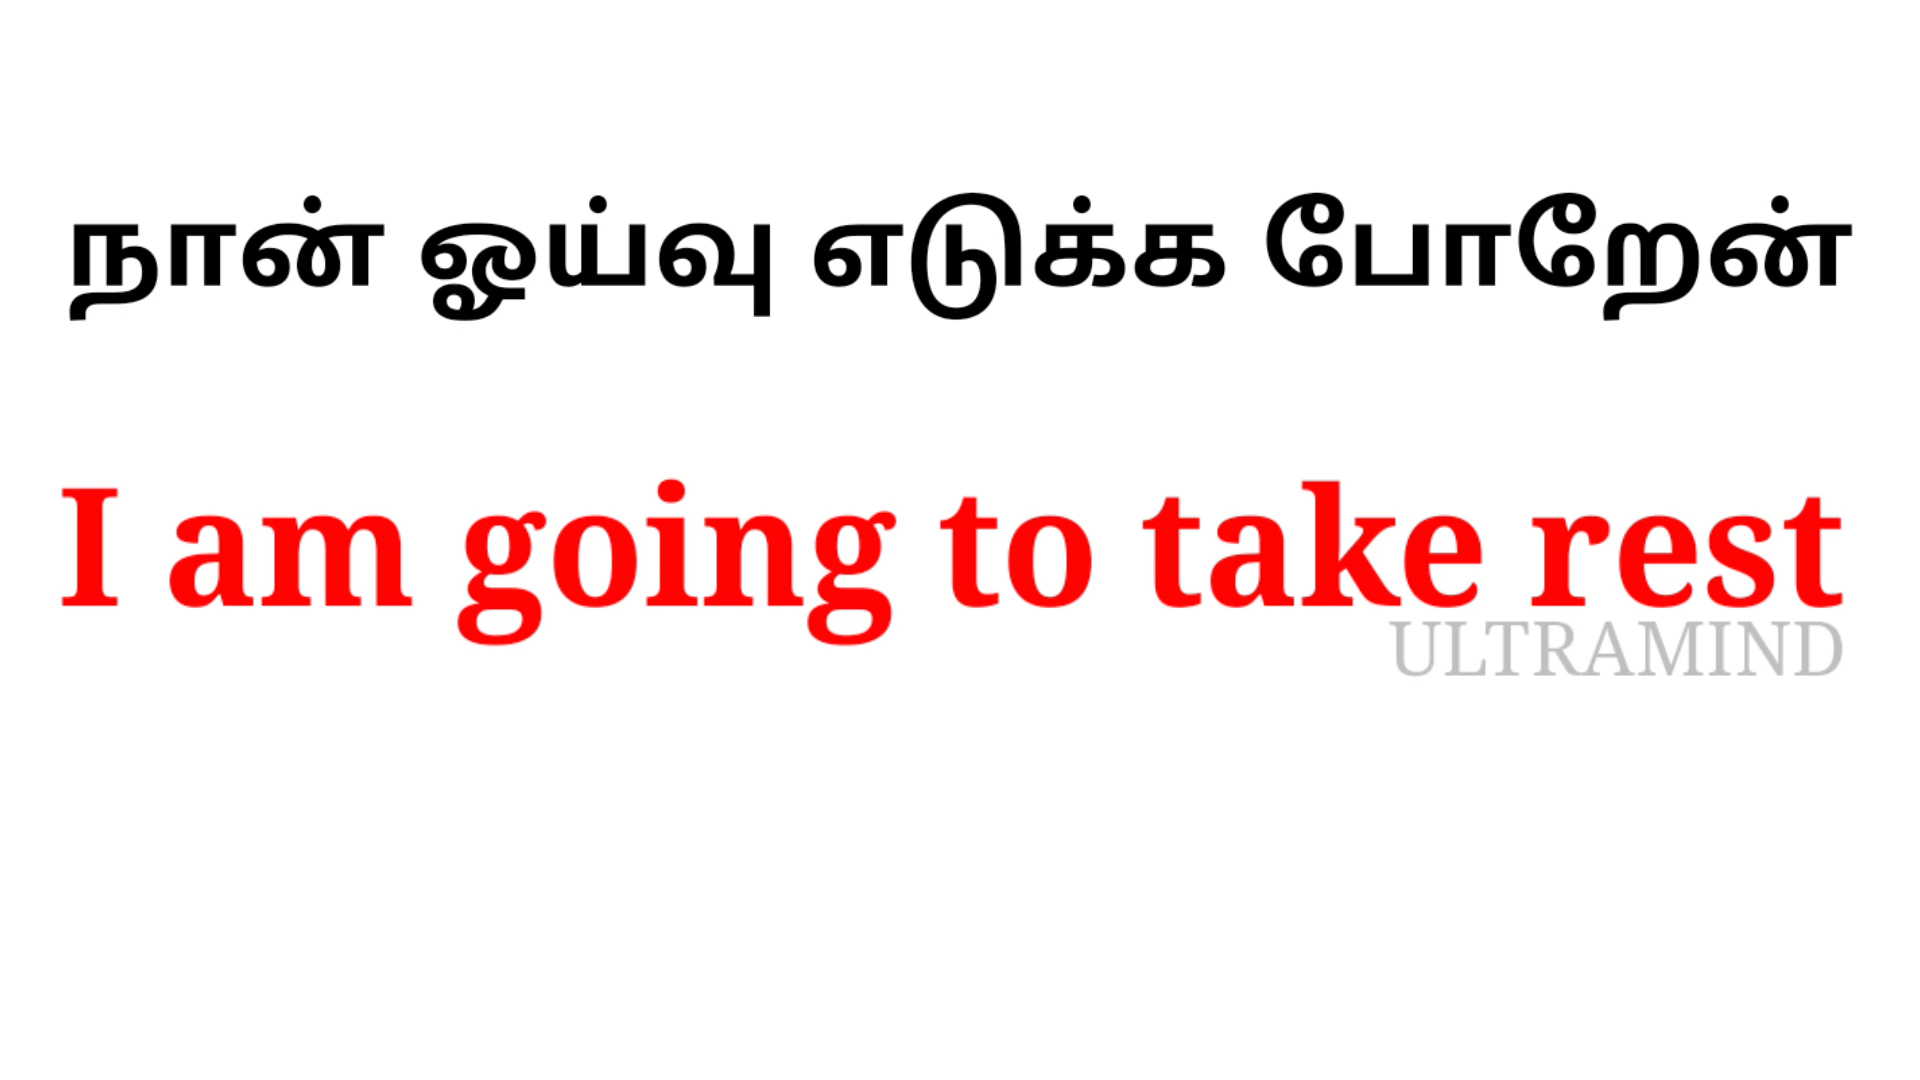 நான் ஓய்வு எடுக்க போறேன்
I am going to take rest
ULTRAMIND